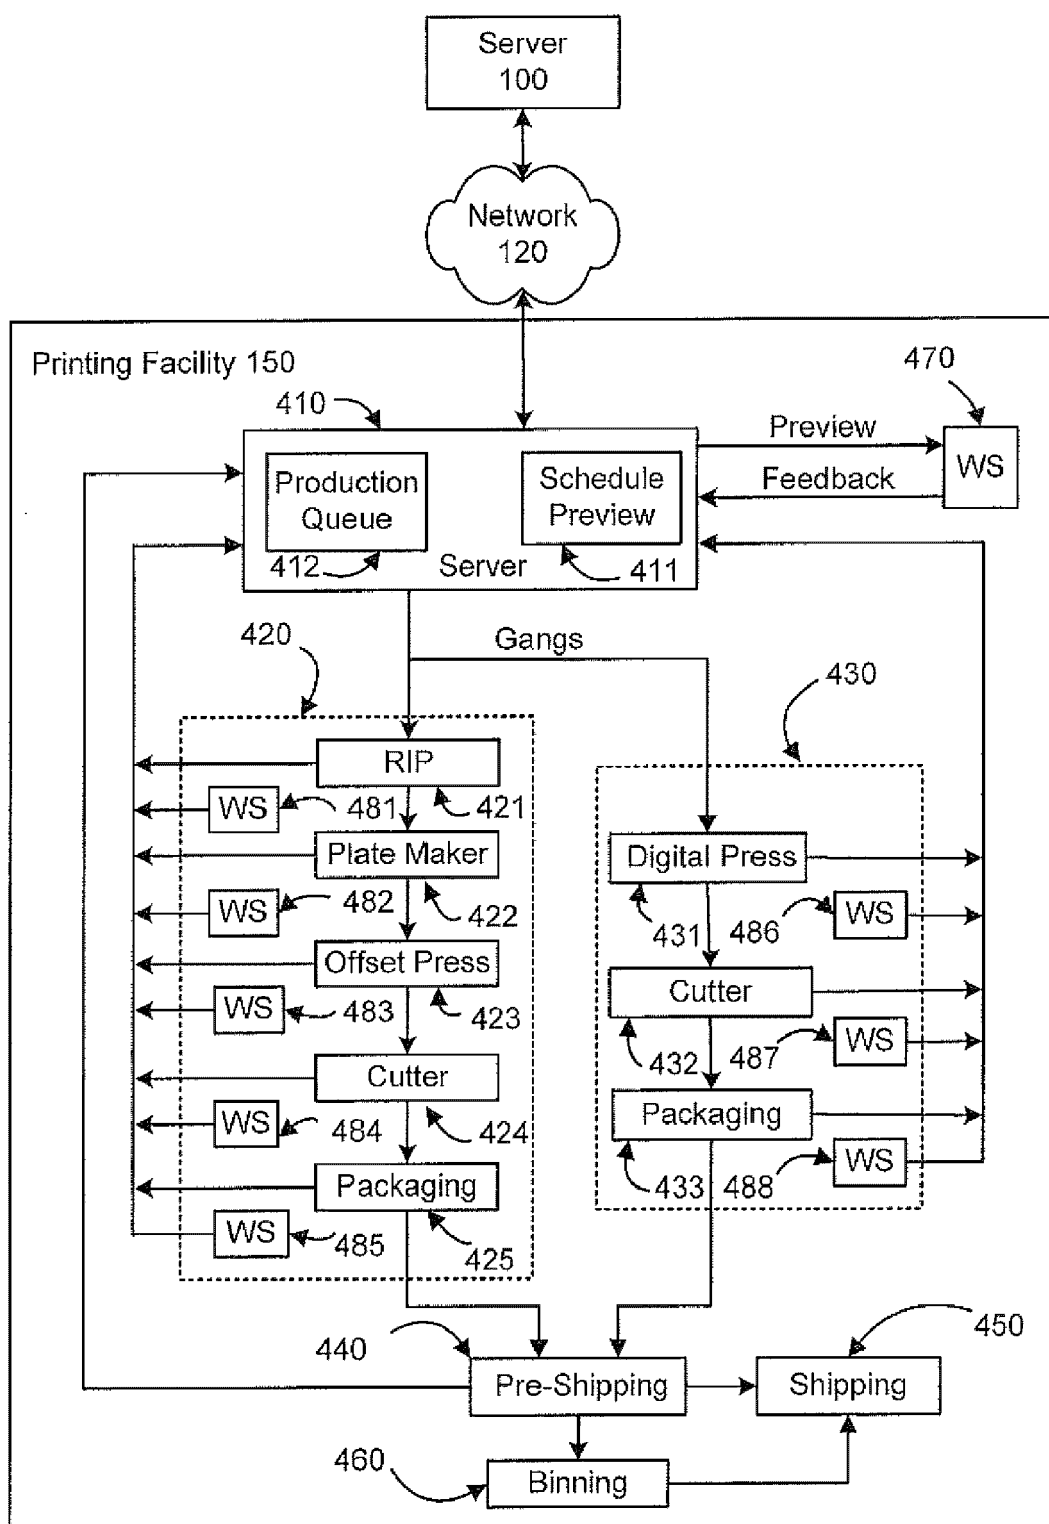 Server
100
Network
120
Printing Facility 150
470
410
Preview
WS
Feedback
Production
Queue
Schedule
Preview
412
Server
411
420
Gangs
430
RIP
WS
481
421
Plate Maker
Digital Press
WS
482
422
431
486
WS
Offset Press
Cutter
WS
483
423
432
487
WS
Cutter
Packaging
WS
484
424
433
488
WS
Packaging
WS
485
425
440
450
Pre-Shipping
Shipping
460
Binning